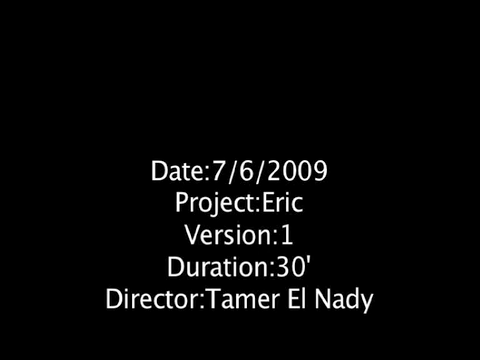 Date:7/6/2009
Project:Eric
Version:1
Duration:30'
Director:Tamer El Nady